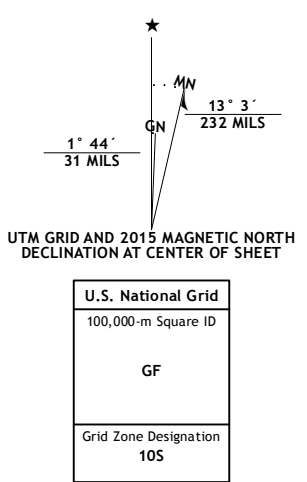 ★
MN
GN
13° 3´
232 MILS
1° 44´
31 MILS
UTM GRID AND 2015 MAGNETIC NORTH
DECLINATION AT CENTER OF SHEET
U.S. National Grid
100,000-m Square ID
GF
Grid Zone Designation
10S